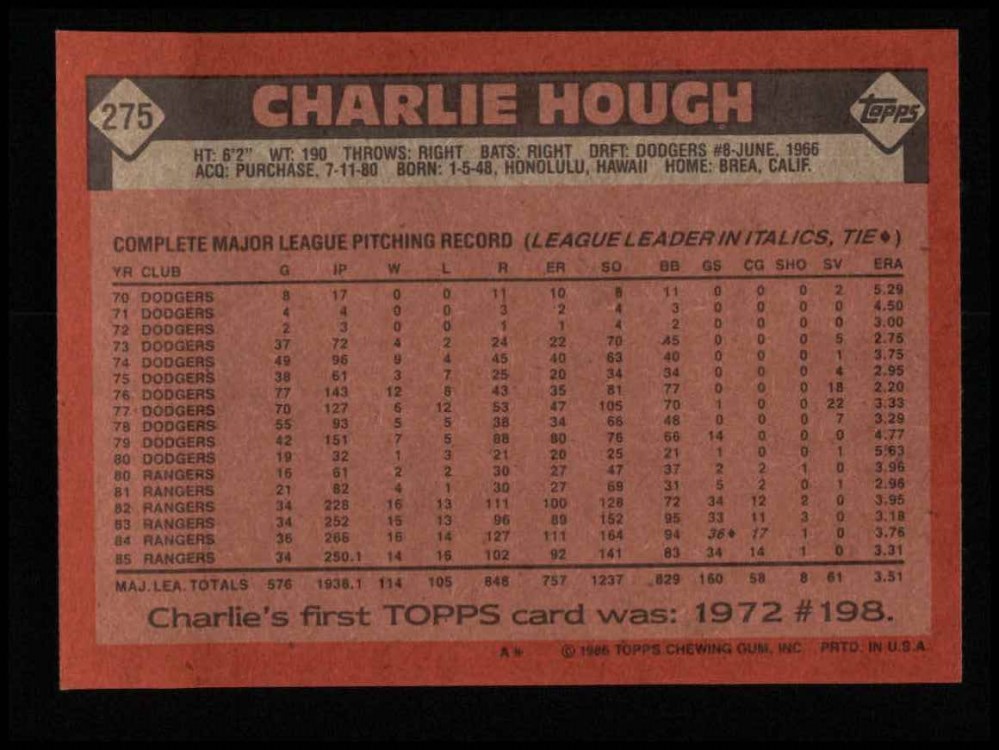 275 CHARLIE HOUGH topps
HT: 6'2" WT: 190 THROWS: RIGHT BATS: RIGHT DRFT: DODGERS #8-JUNE, 1966
ACQ: PURCHASE, 7-11-80 BORN: 1-5-48, HONOLULU, HAWAII HOME: BREA, CALIF.
COMPLETE MAJOR LEAGUE PITCHING RECORD (LEAGUE LEADER IN ITALICS, TIE♦)
YR CLUB G IP W L R ER SO BB GS CG SHO SV ERA
70 DODGERS 8 17 0 0 11 10 8 11 0 0 0 2 5.29
71 DODGERS 4 4 0 0 3 2 4 3 0 0 0 0 4.50
72 DODGERS 2 3 0 0 1 1 4 2 0 0 0 0 3.00
73 DODGERS 37 72 4 2 24 22 70 45 0 0 0 5 2.75
74 DODGERS 49 96 9 4 45 40 63 40 0 0 0 1 3.75
75 DODGERS 38 61 3 7 25 20 34 34 0 0 0 4 2.95
76 DODGERS 77 143 12 8 43 35 81 77 0 0 0 18 2.20
77 DODGERS 70 127 6 12 53 47 105 70 1 0 0 22 3.33
78 DODGERS 55 93 5 5 38 34 66 48 0 0 0 7 3.29
79 DODGERS 42 151 7 5 88 80 76 66 14 0 0 0 4.77
80 DODGERS 19 32 1 3 21 20 25 21 1 0 0 1 5.63
80 RANGERS 16 61 2 2 30 27 47 37 2 2 1 0 3.96
81 RANGERS 21 82 4 1 30 27 69 31 5 2 0 1 2.96
82 RANGERS 34 228 16 13 111 100 128 72 34 12 2 0 3.95
83 RANGERS 34 252 15 13 96 89 152 95 33 11 3 0 3.18
84 RANGERS 36 266 16 14 127 111 164 94 36♦ 17 1 0 3.76
85 RANGERS 34 250.1 14 16 102 92 141 83 34 14 1 0 3.31
MAJ. LEA. TOTALS 576 1938.1 114 105 848 757 1237 829 160 58 8 61 3.51
Charlie's first TOPPS card was: 1972 #198.
A* © 1986 TOPPS CHEWING GUM, INC. PRTD. IN U.S.A.